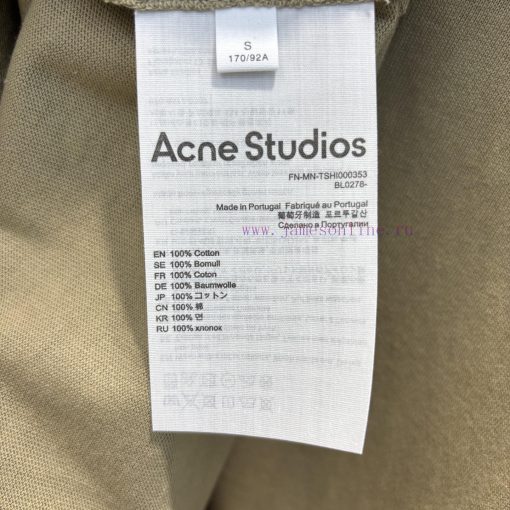 S
170/92A
Acne Studios
FN-MN-TSHI000353
BL0278-
Made in Portugal Fabriqué au Portugal
葡萄牙制造 포르투갈산
Сделано в Португалии
www.jamesonline.ru
EN 100% Cotton
SE 100% Bomull
FR 100% Coton
DE 100% Baumwolle
JP 100% コットン
CN 100% 棉
KR 100% 면
RU 100% хлопок